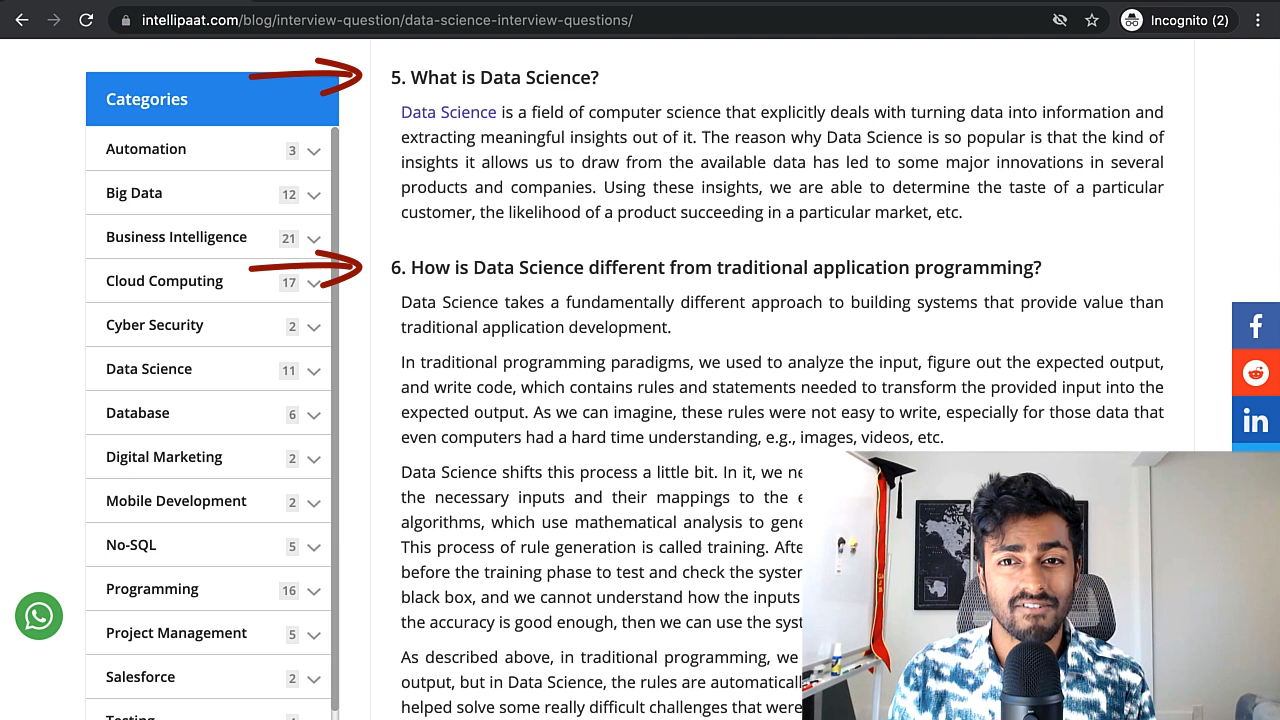 intellipaat.com/blog/interview-question/data-science-interview-questions/
Incognito (2)
Categories
Automation 3
Big Data 12
Business Intelligence 21
Cloud Computing 17
Cyber Security 2
Data Science 11
Database 6
Digital Marketing 2
Mobile Development 2
No-SQL 5
Programming 16
Project Management 5
Salesforce 2
5. What is Data Science?
Data Science is a field of computer science that explicitly deals with turning data into information and
extracting meaningful insights out of it. The reason why Data Science is so popular is that the kind of
insights it allows us to draw from the available data has led to some major innovations in several
products and companies. Using these insights, we are able to determine the taste of a particular
customer, the likelihood of a product succeeding in a particular market, etc.
6. How is Data Science different from traditional application programming?
Data Science takes a fundamentally different approach to building systems that provide value than
traditional application development.
In traditional programming paradigms, we used to analyze the input, figure out the expected output,
and write code, which contains rules and statements needed to transform the provided input into the
expected output. As we can imagine, these rules were not easy to write, especially for those data that
even computers had a hard time understanding, e.g., images, videos, etc.
Data Science shifts this process a little bit. In it, we ne
the necessary inputs and their mappings to the e
algorithms, which use mathematical analysis to gene
This process of rule generation is called training. Afte
before the training phase to test and check the system
black box, and we cannot understand how the inputs
the accuracy is good enough, then we can use the syst
As described above, in traditional programming, we
output, but in Data Science, the rules are automatical
helped solve some really difficult challenges that were
f
in